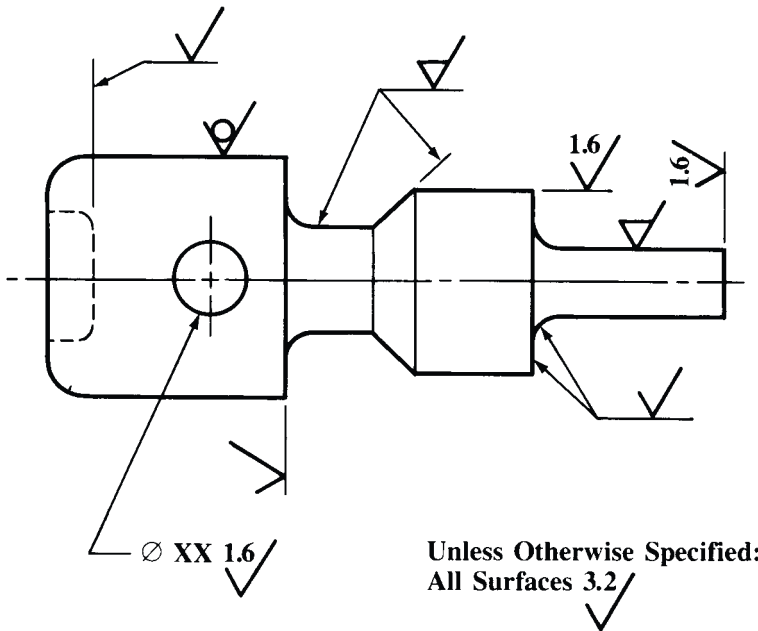 1.6
1.6
∅ XX 1.6
Unless Otherwise Specified:
All Surfaces 3.2